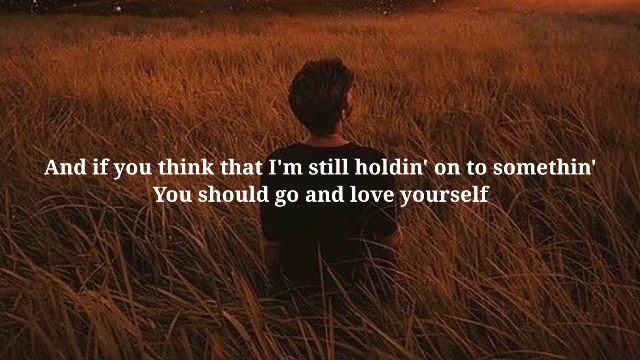 And if you think that I'm still holdin' on to somethin'
You should go and love yourself